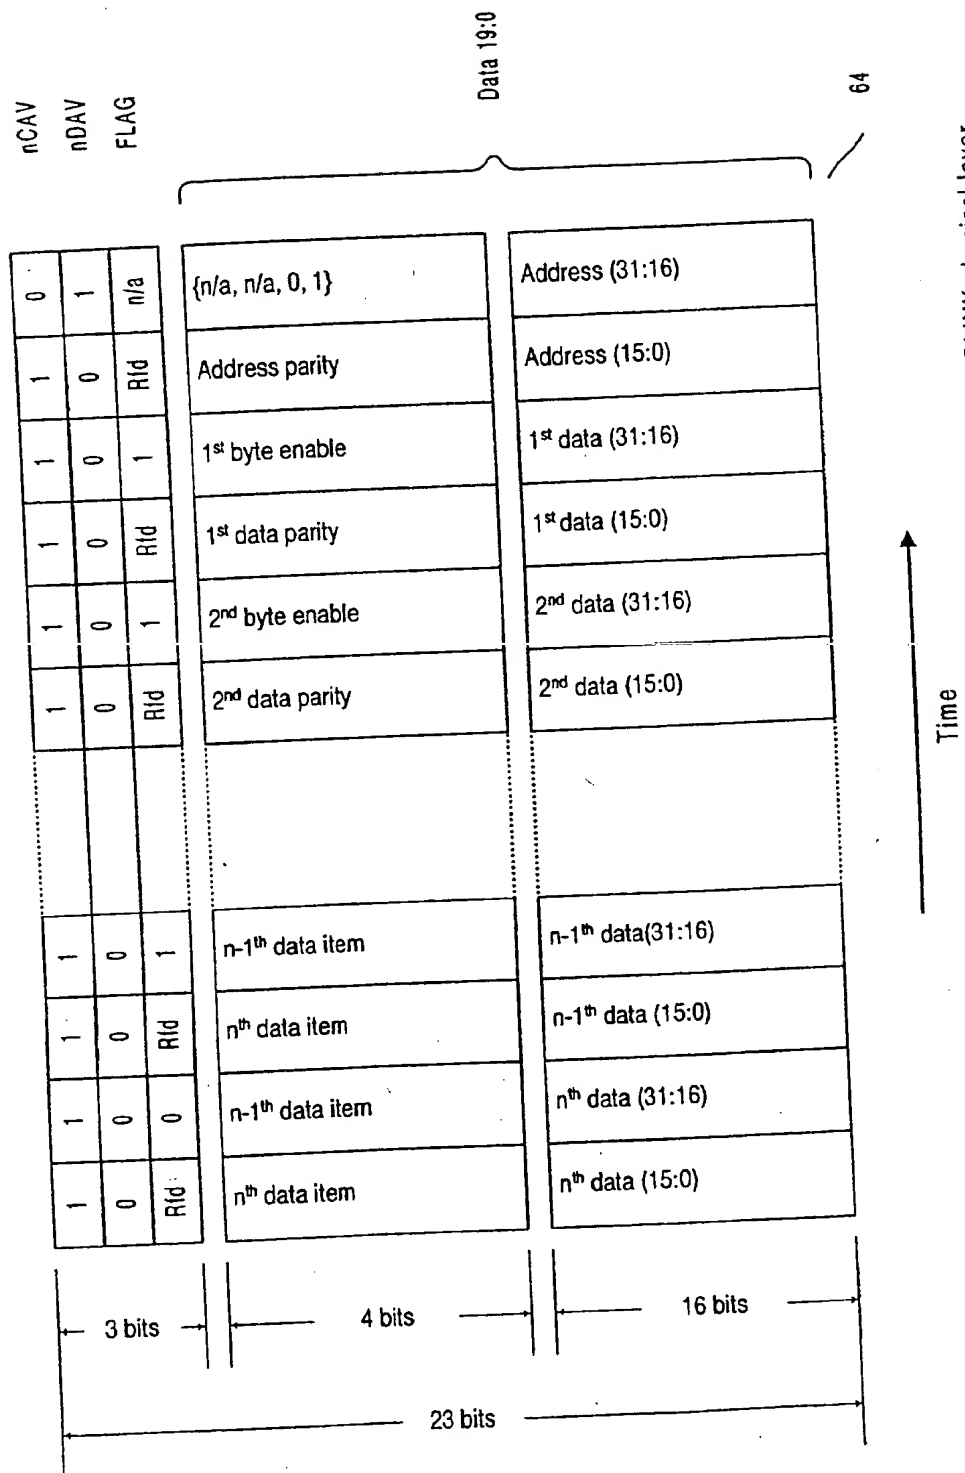 nCAV
nDAV
FLAG
Data 19:0
64
0 1 n/a {n/a, n/a, 0, 1} Address (31:16)
1 0 Rfd Address parity Address (15:0)
1 0 1 1st byte enable 1st data (31:16)
1 0 Rfd 1st data parity 1st data (15:0)
1 0 1 2nd byte enable 2nd data (31:16)
1 0 Rfd 2nd data parity 2nd data (15:0)
1 0 1 n-1th data item n-1th data(31:16)
1 0 Rfd nth data item n-1th data (15:0)
1 0 0 n-1th data item nth data (31:16)
1 0 Rfd nth data item nth data (15:0)
Time
3 bits
4 bits
16 bits
23 bits